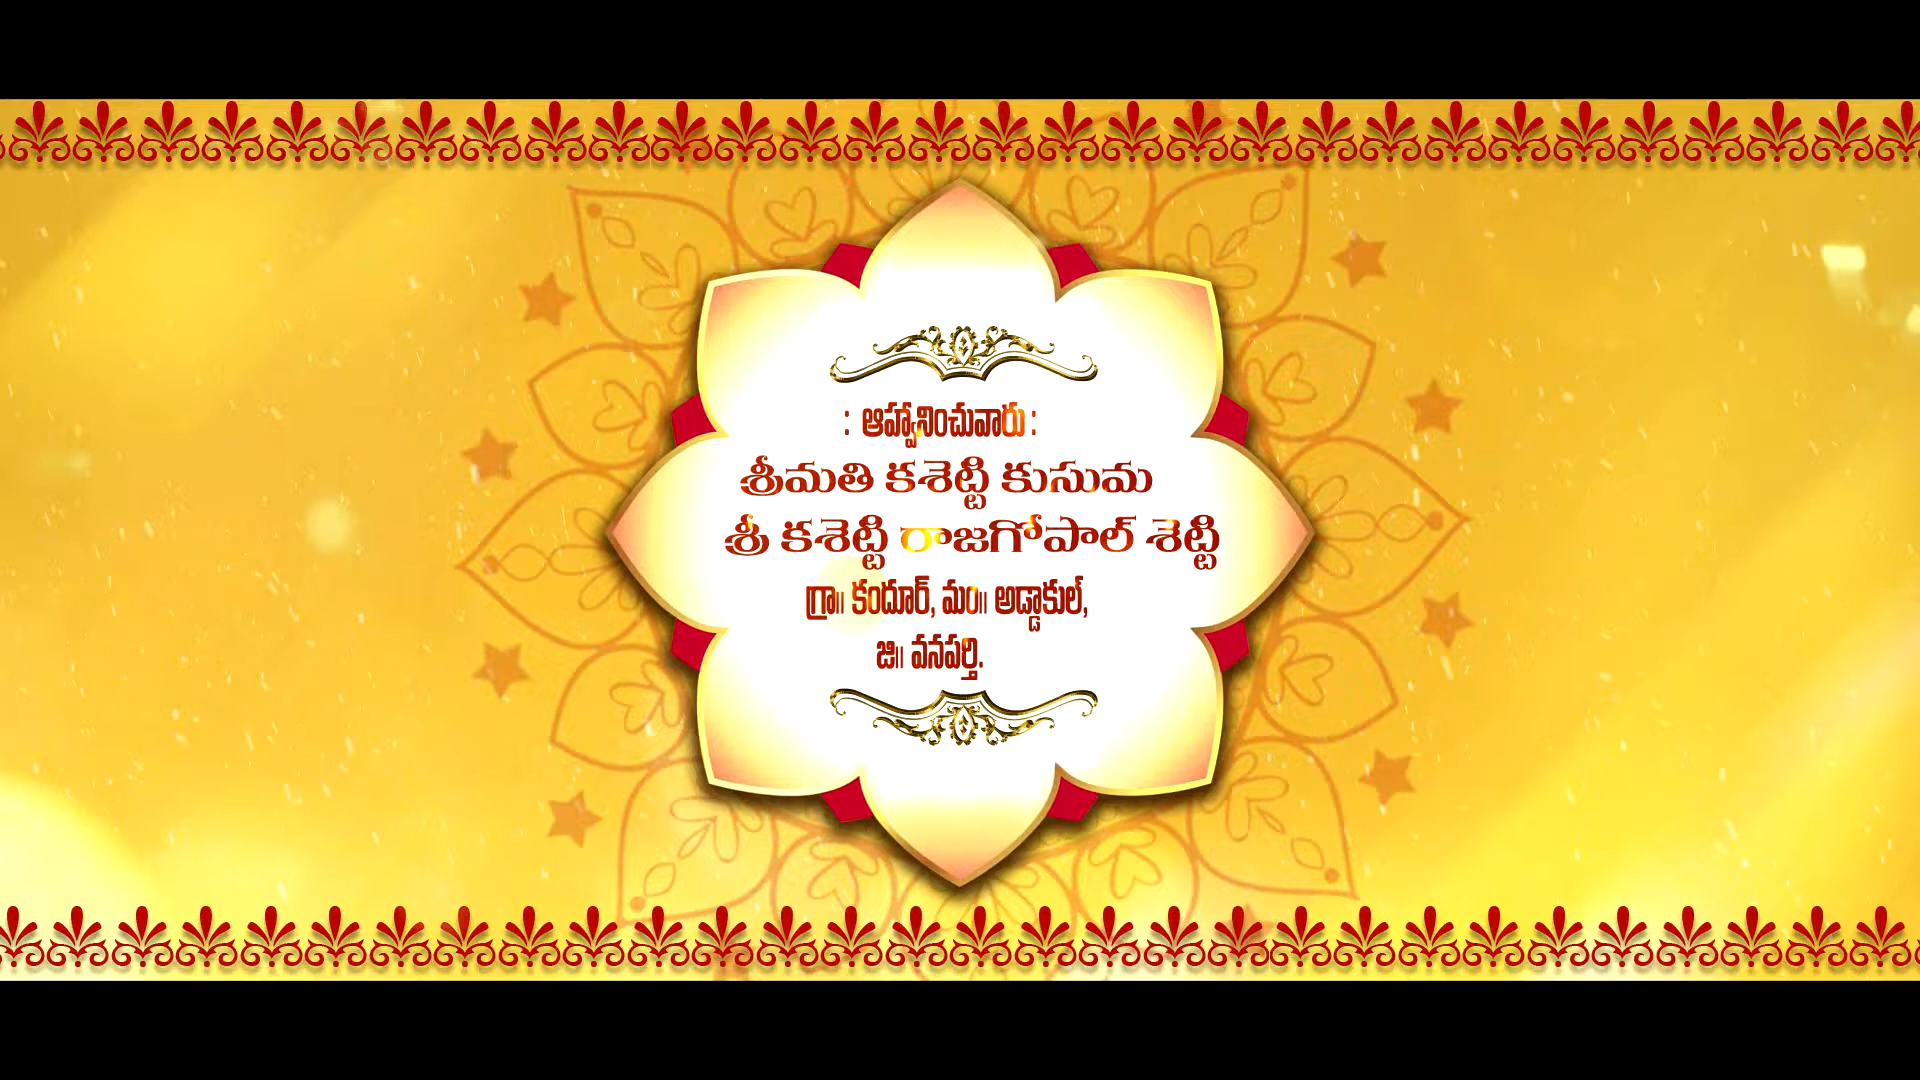 : ఆహ్వానించువారు :
శ్రీమతి కశెట్టి కుసుమ
శ్రీ కశెట్టి రాజగోపాల్ శెట్టి
గ్రా॥ కందూర్, మం॥ అడ్డాకుల్,
జి॥ వనపర్తి.